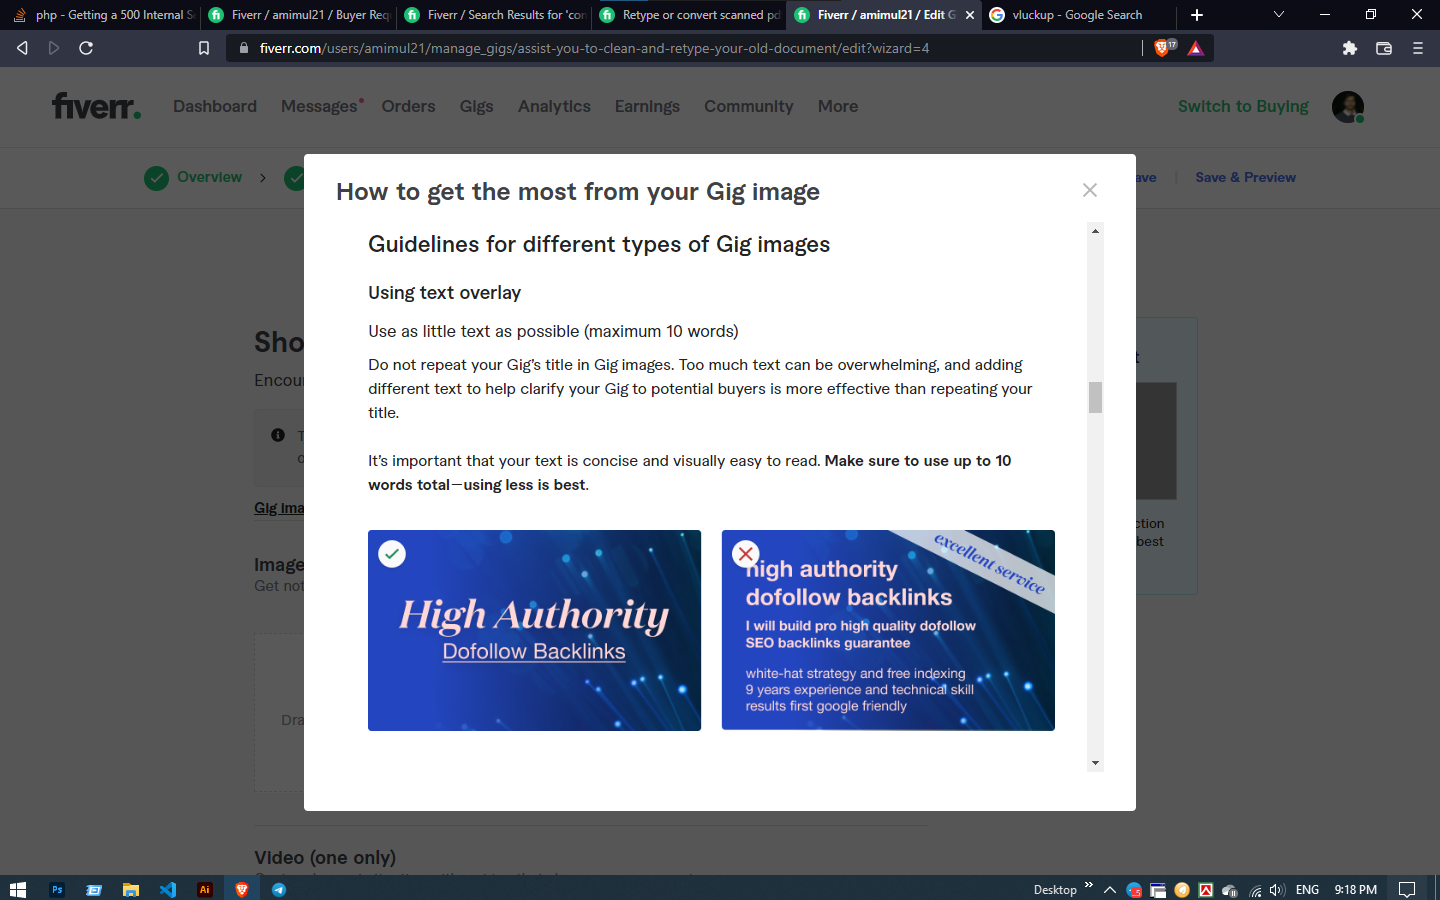 php - Getting a 500 Internal S
Fiverr / amimul21 / Buyer Req
Fiverr / Search Results for 'con
Retype or convert scanned pd
Fiverr / amimul21 / Edit G
vluckup - Google Search
fiverr.com/users/amimul21/manage_gigs/assist-you-to-clean-and-retype-your-old-document/edit?wizard=4
17
fiverr.
Dashboard
Messages
Orders
Gigs
Analytics
Earnings
Community
More
Switch to Buying
Overview
ave
Save & Preview
How to get the most from your Gig image
Guidelines for different types of Gig images
Using text overlay
Use as little text as possible (maximum 10 words)
Do not repeat your Gig's title in Gig images. Too much text can be overwhelming, and adding
different text to help clarify your Gig to potential buyers is more effective than repeating your
title.
It's important that your text is concise and visually easy to read. Make sure to use up to 10
words total—using less is best.
High Authority
Dofollow Backlinks
excellent service
high authority
dofollow backlinks
I will build pro high quality dofollow
SEO backlinks guarantee
white-hat strategy and free indexing
9 years experience and technical skill
results first google friendly
Sho
Encour
T
o
Gig ima
Image
Get not
Dra
t
ction
best
Video (one only)
Ps
Ai
Desktop
ENG
9:18 PM